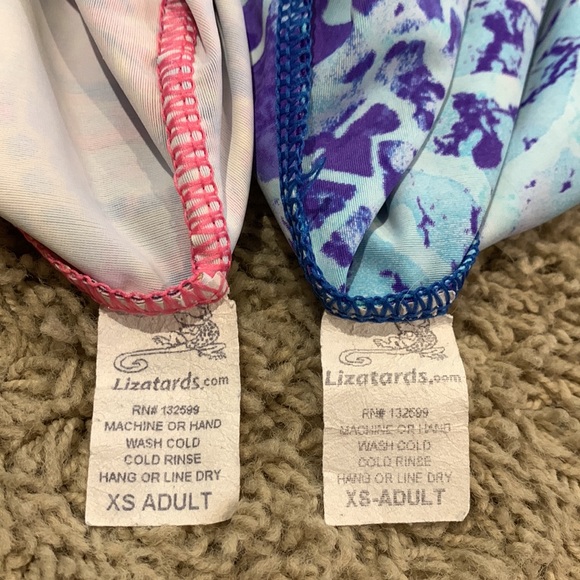 Lizatards.com
RN# 132599
MACHINE OR HAND
WASH COLD
COLD RINSE
HANG OR LINE DRY
XS ADULT
Lizatards.com
RN# 132599
MACHINE OR HAND
WASH COLD
COLD RINSE
HANG OR LINE DRY
XS-ADULT